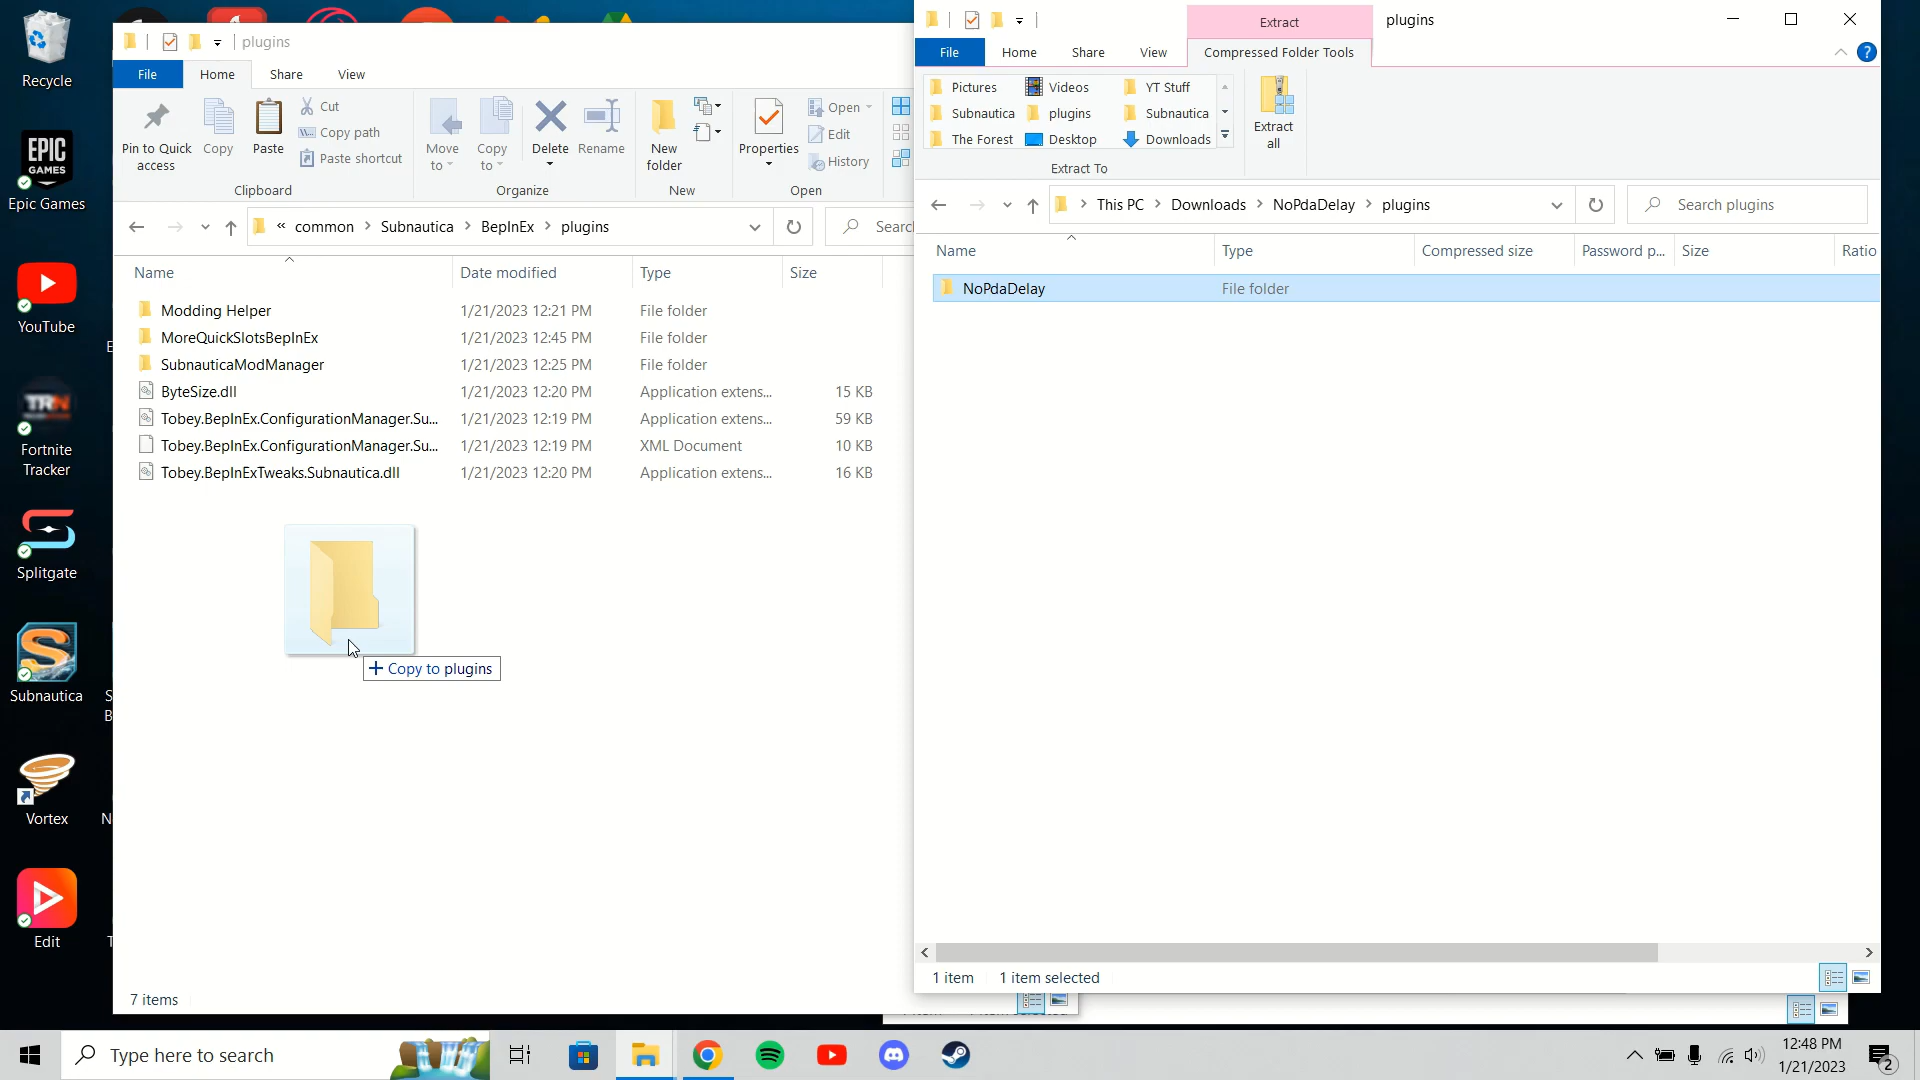 Recycle
EPIC
GAMES
Epic Games
YouTube
TRN
Fortnite
Tracker
Splitgate
Subnautica
Vortex
Edit
plugins
File
Home
Share
View
Pin to Quick
access
Copy
Paste
Cut
Copy path
Paste shortcut
Clipboard
Move
to
Copy
to
Delete
Rename
Organize
New
folder
New
Properties
Open
Edit
History
Open
« common > Subnautica > BepInEx > plugins
Searc
Name
Date modified
Type
Size
Modding Helper 1/21/2023 12:21 PM File folder
MoreQuickSlotsBepInEx 1/21/2023 12:45 PM File folder
SubnauticaModManager 1/21/2023 12:25 PM File folder
ByteSize.dll 1/21/2023 12:20 PM Application extens... 15 KB
Tobey.BepInEx.ConfigurationManager.Su... 1/21/2023 12:19 PM Application extens... 59 KB
Tobey.BepInEx.ConfigurationManager.Su... 1/21/2023 12:19 PM XML Document 10 KB
Tobey.BepInExTweaks.Subnautica.dll 1/21/2023 12:20 PM Application extens... 16 KB
+ Copy to plugins
7 items
Extract
plugins
File
Home
Share
View
Compressed Folder Tools
Pictures
Videos
YT Stuff
Subnautica
plugins
Subnautica
The Forest
Desktop
Downloads
Extract To
Extract
all
> This PC > Downloads > NoPdaDelay > plugins
Search plugins
Name
Type
Compressed size
Password p...
Size
Ratio
NoPdaDelay File folder
1 item
1 item selected
Type here to search
12:48 PM
1/21/2023
2